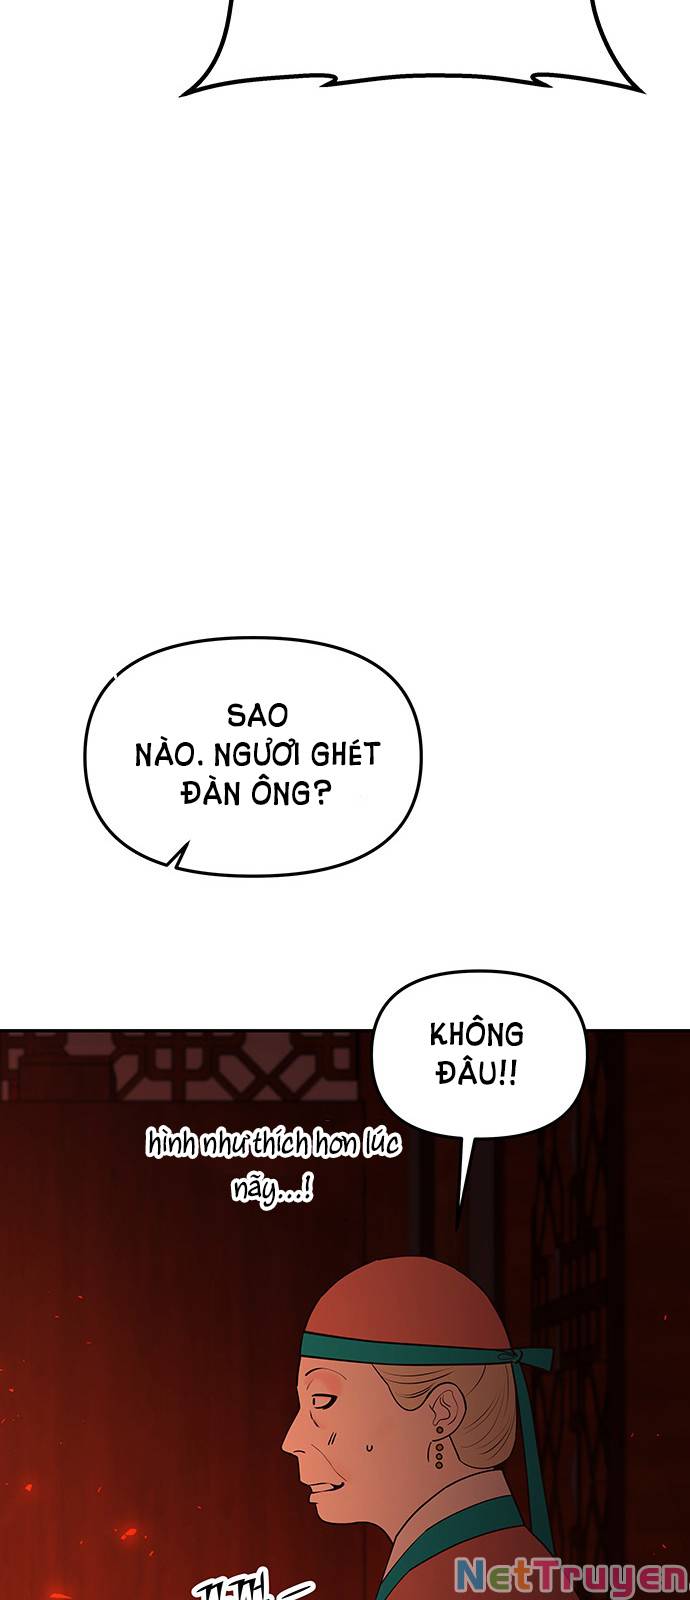 SAO
NÀO. NGƯƠI GHÉT
ĐÀN ÔNG?
KHÔNG
ĐÂU!!
hình như thích hơn lúc
nãy...!
NetTruyen